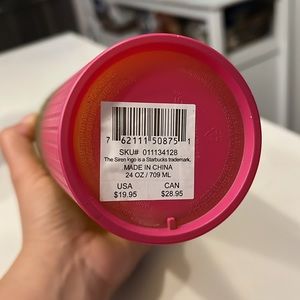 7 62111 50875 1
SKU# 011134128
The Siren logo is a Starbucks trademark.
MADE IN CHINA
24 OZ / 709 ML
USA CAN
$19.95 $28.95